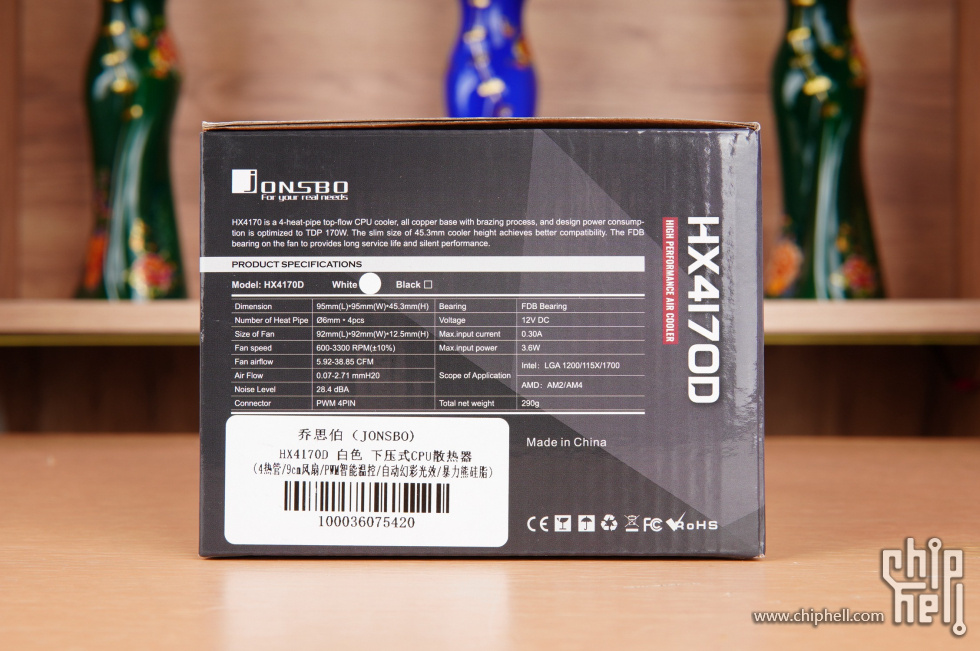 JONSBO
For your real needs
HX4170 is a 4-heat-pipe top-flow CPU cooler, all copper base with brazing process, and design power consump-
tion is optimized to TDP 170W. The slim size of 45.3mm cooler height achieves better compatibility. The FDB
bearing on the fan to provides long service life and silent performance.
PRODUCT SPECIFICATIONS
Model: HX4170D White Black
Dimension 95mm(L)*95mm(W)*45.3mm(H) Bearing FDB Bearing
Number of Heat Pipe Ø6mm * 4pcs Voltage 12V DC
Size of Fan 92mm(L)*92mm(W)*12.5mm(H) Max.input current 0.30A
Fan speed 600-3300 RPM(±10%) Max.input power 3.6W
Fan airflow 5.92-38.85 CFM Scope of Application Intel: LGA 1200/115X/1700
Air Flow 0.07-2.71 mmH20 AMD: AM2/AM4
Noise Level 28.4 dBA
Connector PWM 4PIN Total net weight 290g
HX4170D
HIGH PERFORMANCE AIR COOLER
乔思伯（JONSBO）
HX4170D 白色 下压式CPU散热器
(4热管/9cm风扇/PWM智能温控/自动幻彩光效/暴力熊硅脂)
100036075420
Made in China
CE FC RoHS
chip
hell
www.chiphell.com